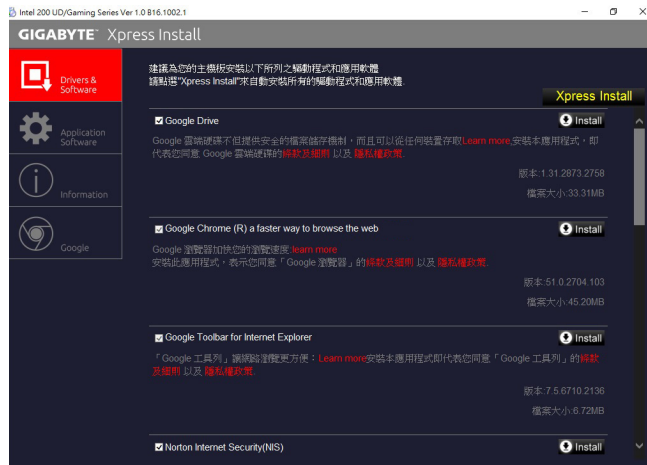 Intel 200 UD/Gaming Series Ver 1.0 B16.1002.1
GIGABYTE™ Xpress Install
Drivers &
Software
Application
Software
Information
Google
建議為您的主機板安裝以下所列之驅動程式和應用軟體
請點選"Xpress Install"來自動安裝所有的驅動程式和應用軟體.
Xpress Install
Google Drive
Install
Google 雲端硬碟不但提供安全的檔案儲存機制，而且可以從任何裝置存取Learn more,安裝本應用程式，即
代表您同意 Google 雲端硬碟的條款及細則 以及 隱私權政策.
版本:1.31.2873.2758
檔案大小:33.31MB
Google Chrome (R) a faster way to browse the web
Install
Google 瀏覽器加快您的瀏覽速度.learn more
安裝此應用程式，表示您同意「Google 瀏覽器」的條款及細則 以及 隱私權政策.
版本:51.0.2704.103
檔案大小:45.20MB
Google Toolbar for Internet Explorer
Install
「Google 工具列」讓網絡瀏覽更方便：Learn more安裝本應用程式即代表您同意「Google 工具列」的條款
及細則 以及 隱私權政策.
版本:7.5.6710.2136
檔案大小:6.72MB
Norton Internet Security(NIS)
Install